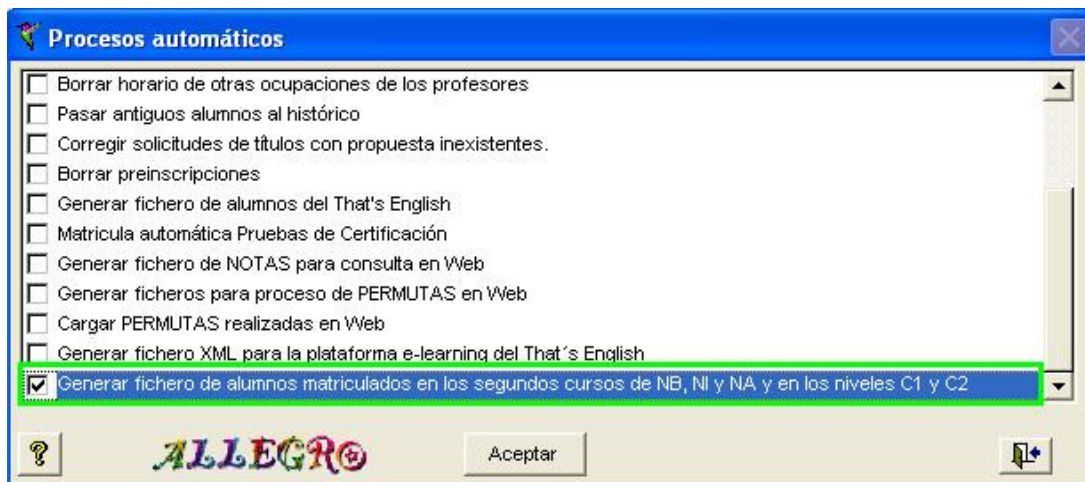 Procesos automáticos
Borrar horario de otras ocupaciones de los profesores
Pasar antiguos alumnos al histórico
Corregir solicitudes de títulos con propuesta inexistentes.
Borrar preinscripciones
Generar fichero de alumnos del That's English
Matricula automática Pruebas de Certificación
Generar fichero de NOTAS para consulta en Web
Generar ficheros para proceso de PERMUTAS en Web
Cargar PERMUTAS realizadas en Web
Generar fichero XML para la plataforma e-learning del That´s English
Generar fichero de alumnos matriculados en los segundos cursos de NB, NI y NA y en los niveles C1 y C2
? ALLEGRO Aceptar